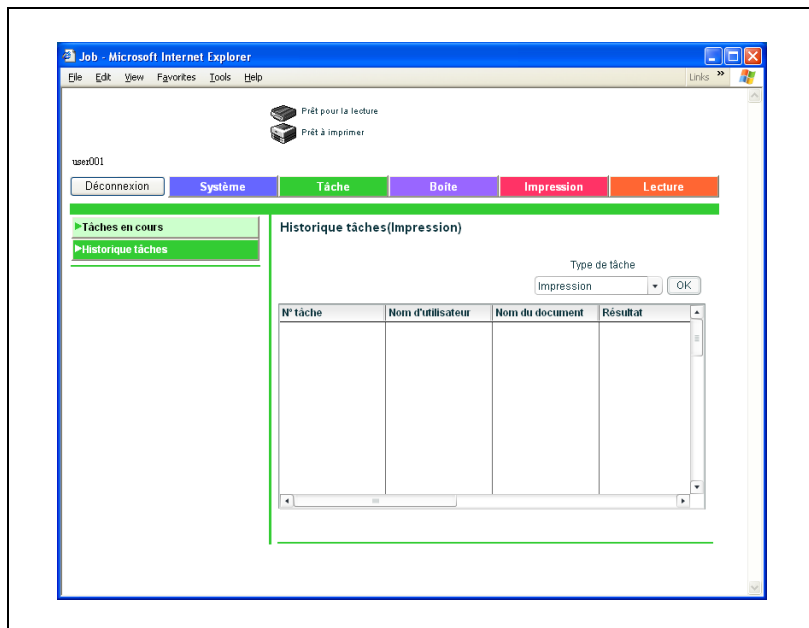 Job - Microsoft Internet Explorer
File Edit View Favorites Tools Help Links »
Prêt pour la lecture
Prêt à imprimer
user001
Déconnexion Système Tâche Boîte Impression Lecture
Tâches en cours
Historique tâches
Historique tâches(Impression)
Type de tâche
Impression OK
N° tâche Nom d'utilisateur Nom du document Résultat